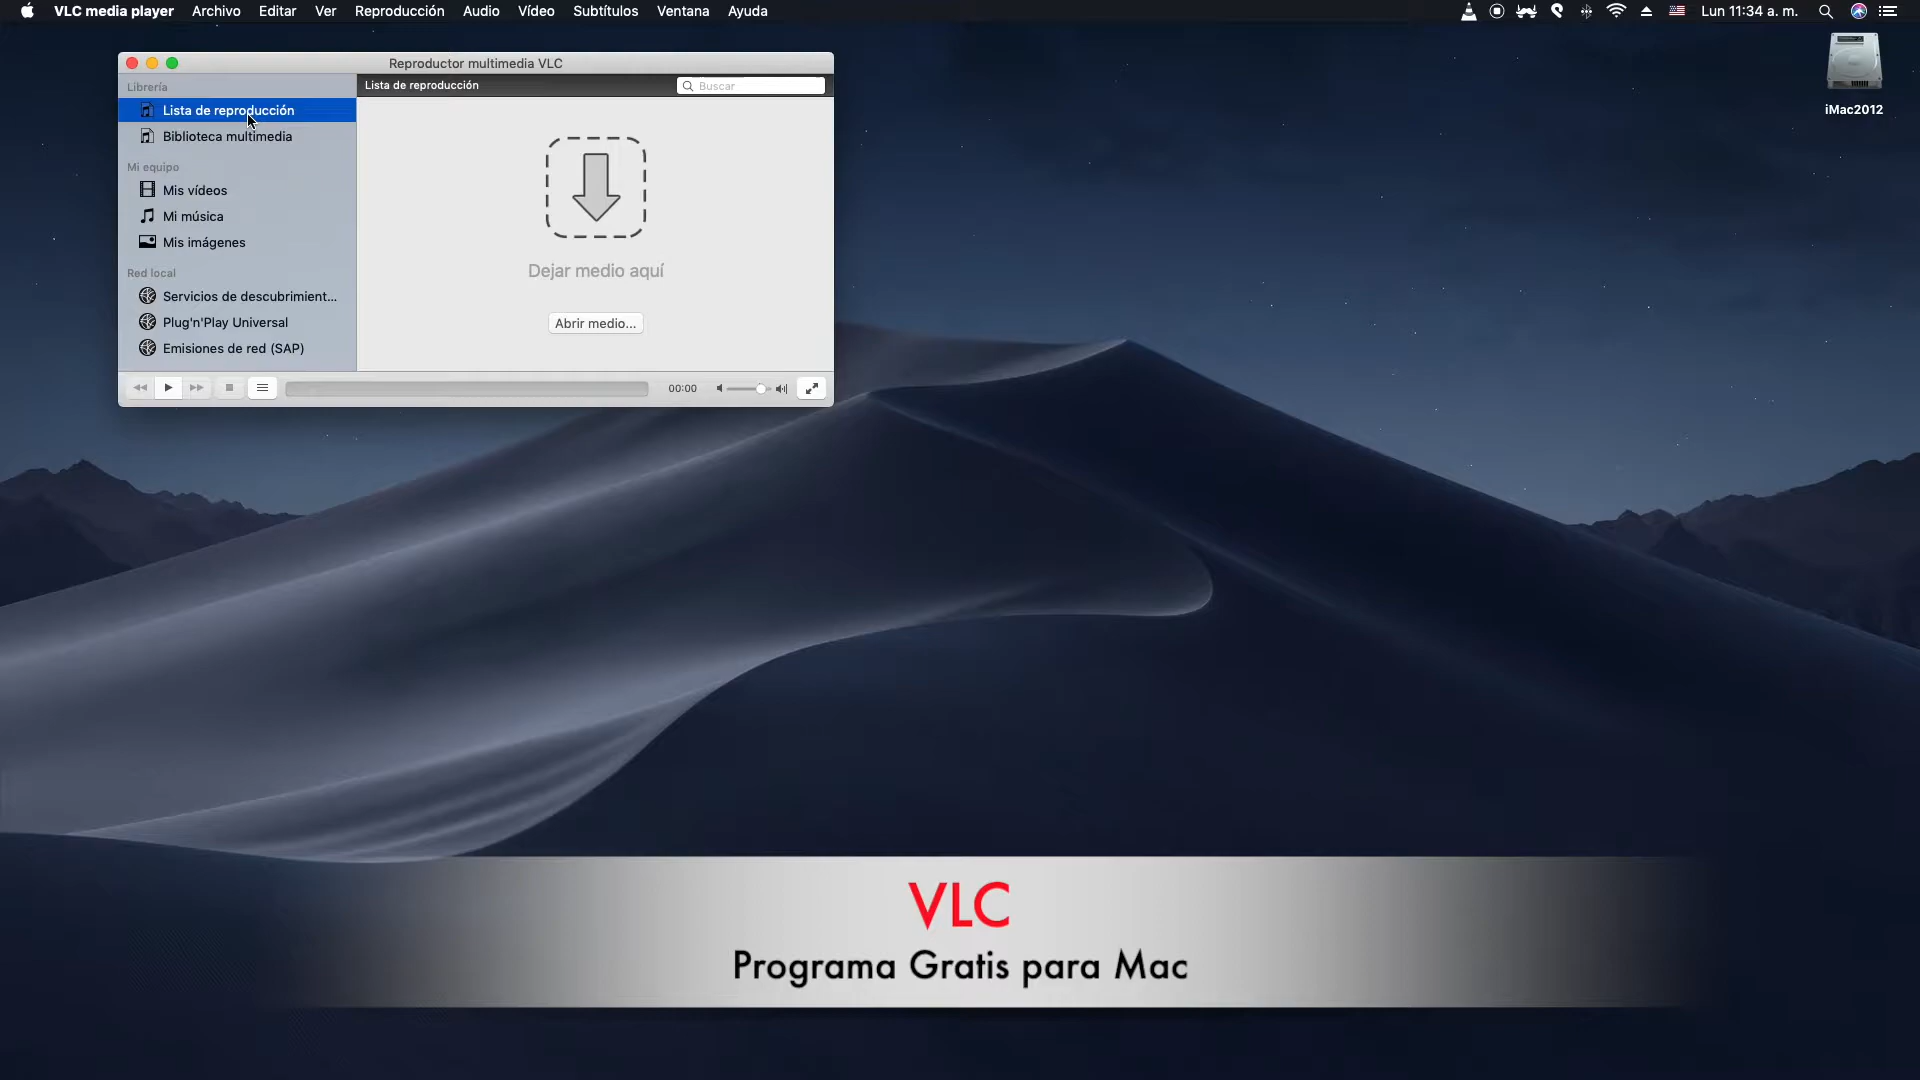 VLC media player Archivo Editar Ver Reproducción Audio Vídeo Subtítulos Ventana Ayuda Lun 11:34 a. m.
iMac2012
Reproductor multimedia VLC
Librería
Lista de reproducción
Biblioteca multimedia
Mi equipo
Mis vídeos
Mi música
Mis imágenes
Red local
Servicios de descubrimient...
Plug'n'Play Universal
Emisiones de red (SAP)
Lista de reproducción
Buscar
Dejar medio aquí
Abrir medio...
00:00
VLC
Programa Gratis para Mac